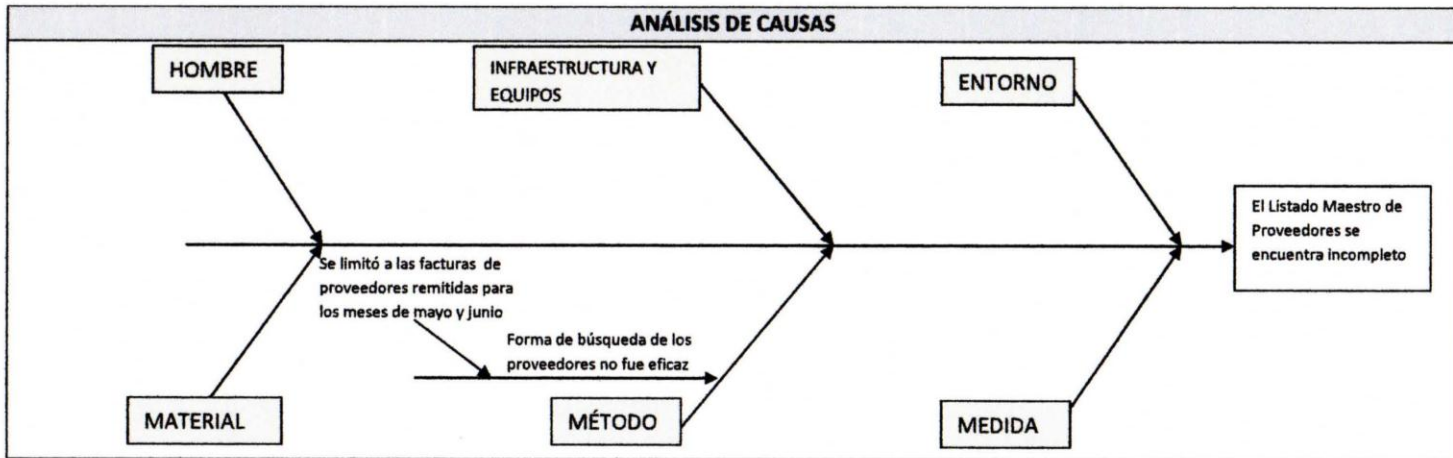 ANÁLISIS DE CAUSAS
HOMBRE
INFRAESTRUCTURA Y
EQUIPOS
ENTORNO
El Listado Maestro de
Proveedores se
encuentra incompleto
Se limitó a las facturas de
proveedores remitidas para
los meses de mayo y junio
Forma de búsqueda de los
proveedores no fue eficaz
MATERIAL
MÉTODO
MEDIDA